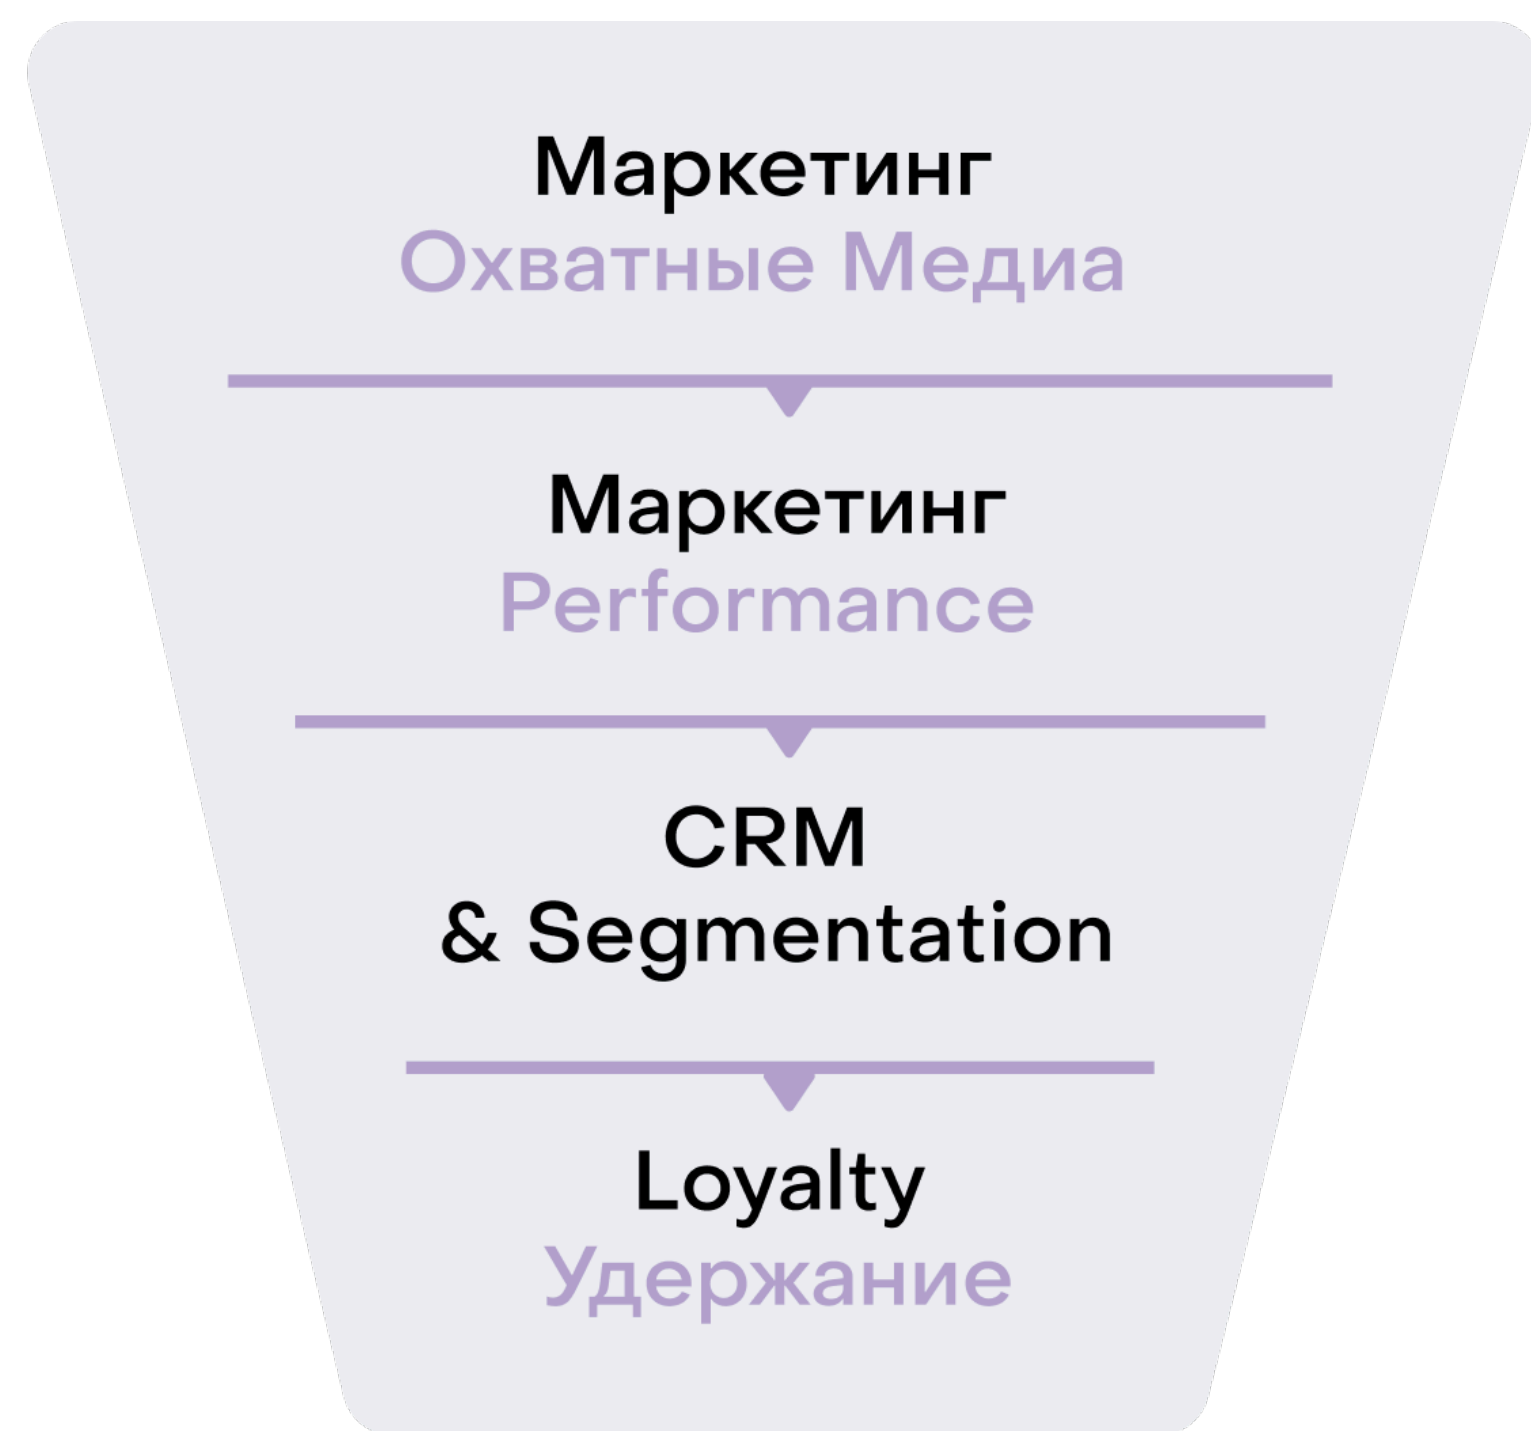 Маркетинг
Охватные Медиа
Маркетинг
Performance
CRM
& Segmentation
Loyalty
Удержание